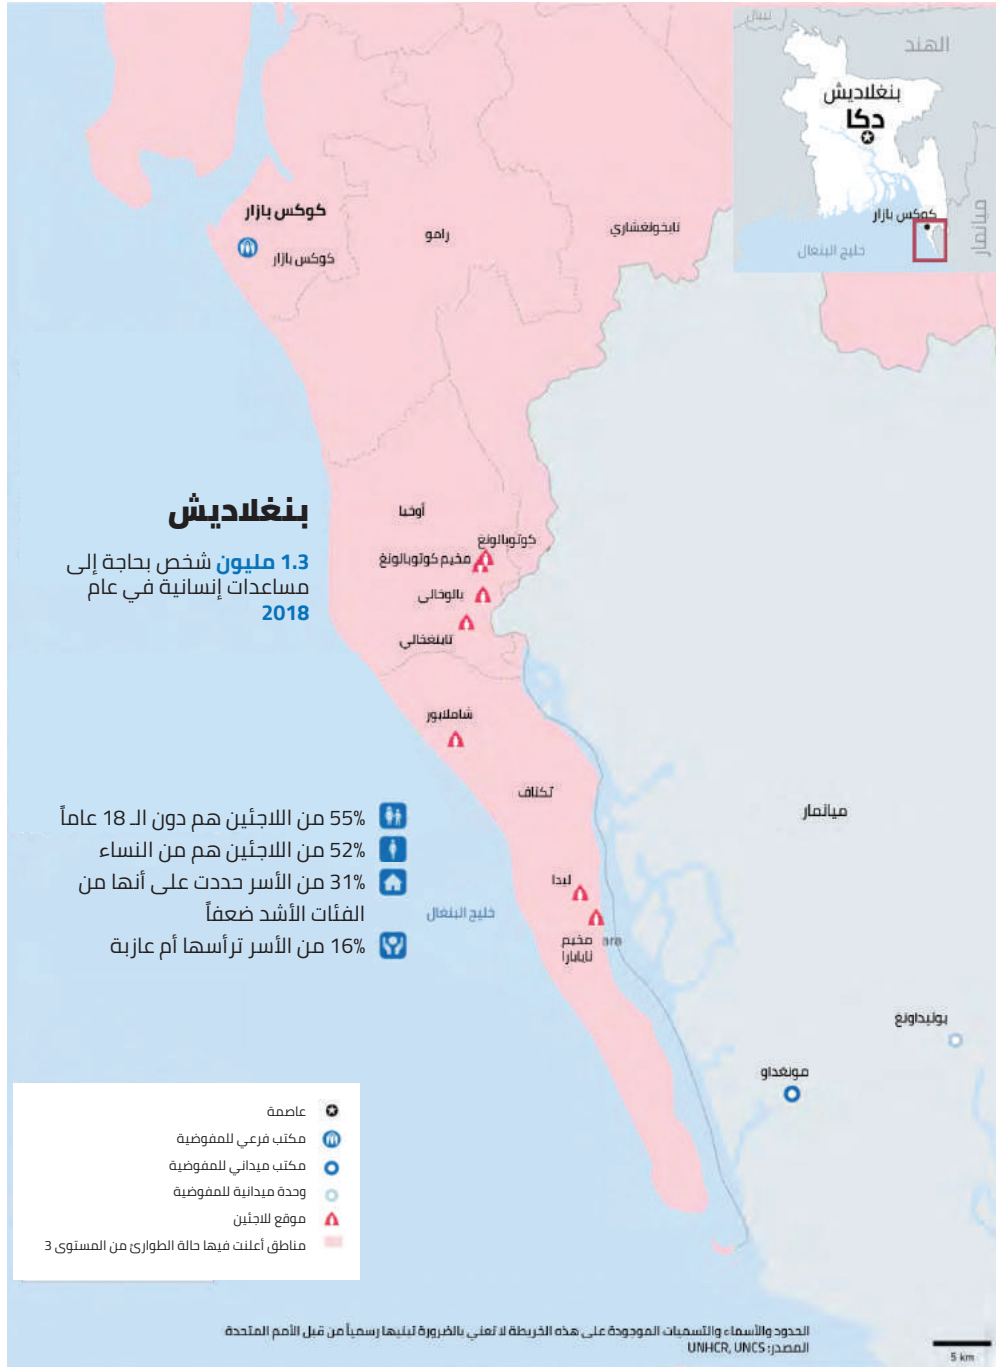 نيبال
الهند
بنغلاديش
دكا
كوكس بازار
ميانمار
خليج البنغال
كوكس بازار
كوكس بازار
رامو
نايخونغشاري
أوخيا
كوتوبالونغ
مخيم كوتوبالونغ
بالوخالي
تاينغخالي
شاملابور
تكناف
ليدا
مخيم
نايابارا
ara
ميانمار
بوثيداونغ
مونغداو
خليج البنغال
بنغلاديش
1.3 مليون شخص بحاجة إلى
مساعدات إنسانية في عام
2018
55% من اللاجئين هم دون الـ 18 عاماً
52% من اللاجئين هم من النساء
31% من الأسر حددت على أنها من
الفئات الأشد ضعفاً
16% من الأسر ترأسها أم عازبة
عاصمة
مكتب فرعي للمفوضية
مكتب ميداني للمفوضية
وحدة ميدانية للمفوضية
موقع للاجئين
مناطق أعلنت فيها حالة الطوارئ من المستوى 3
الحدود والأسماء والتسميات الموجودة على هذه الخريطة لا تعني بالضرورة تبنيها رسمياً من قبل الأمم المتحدة
المصدر: UNHCR, UNCS
5 km